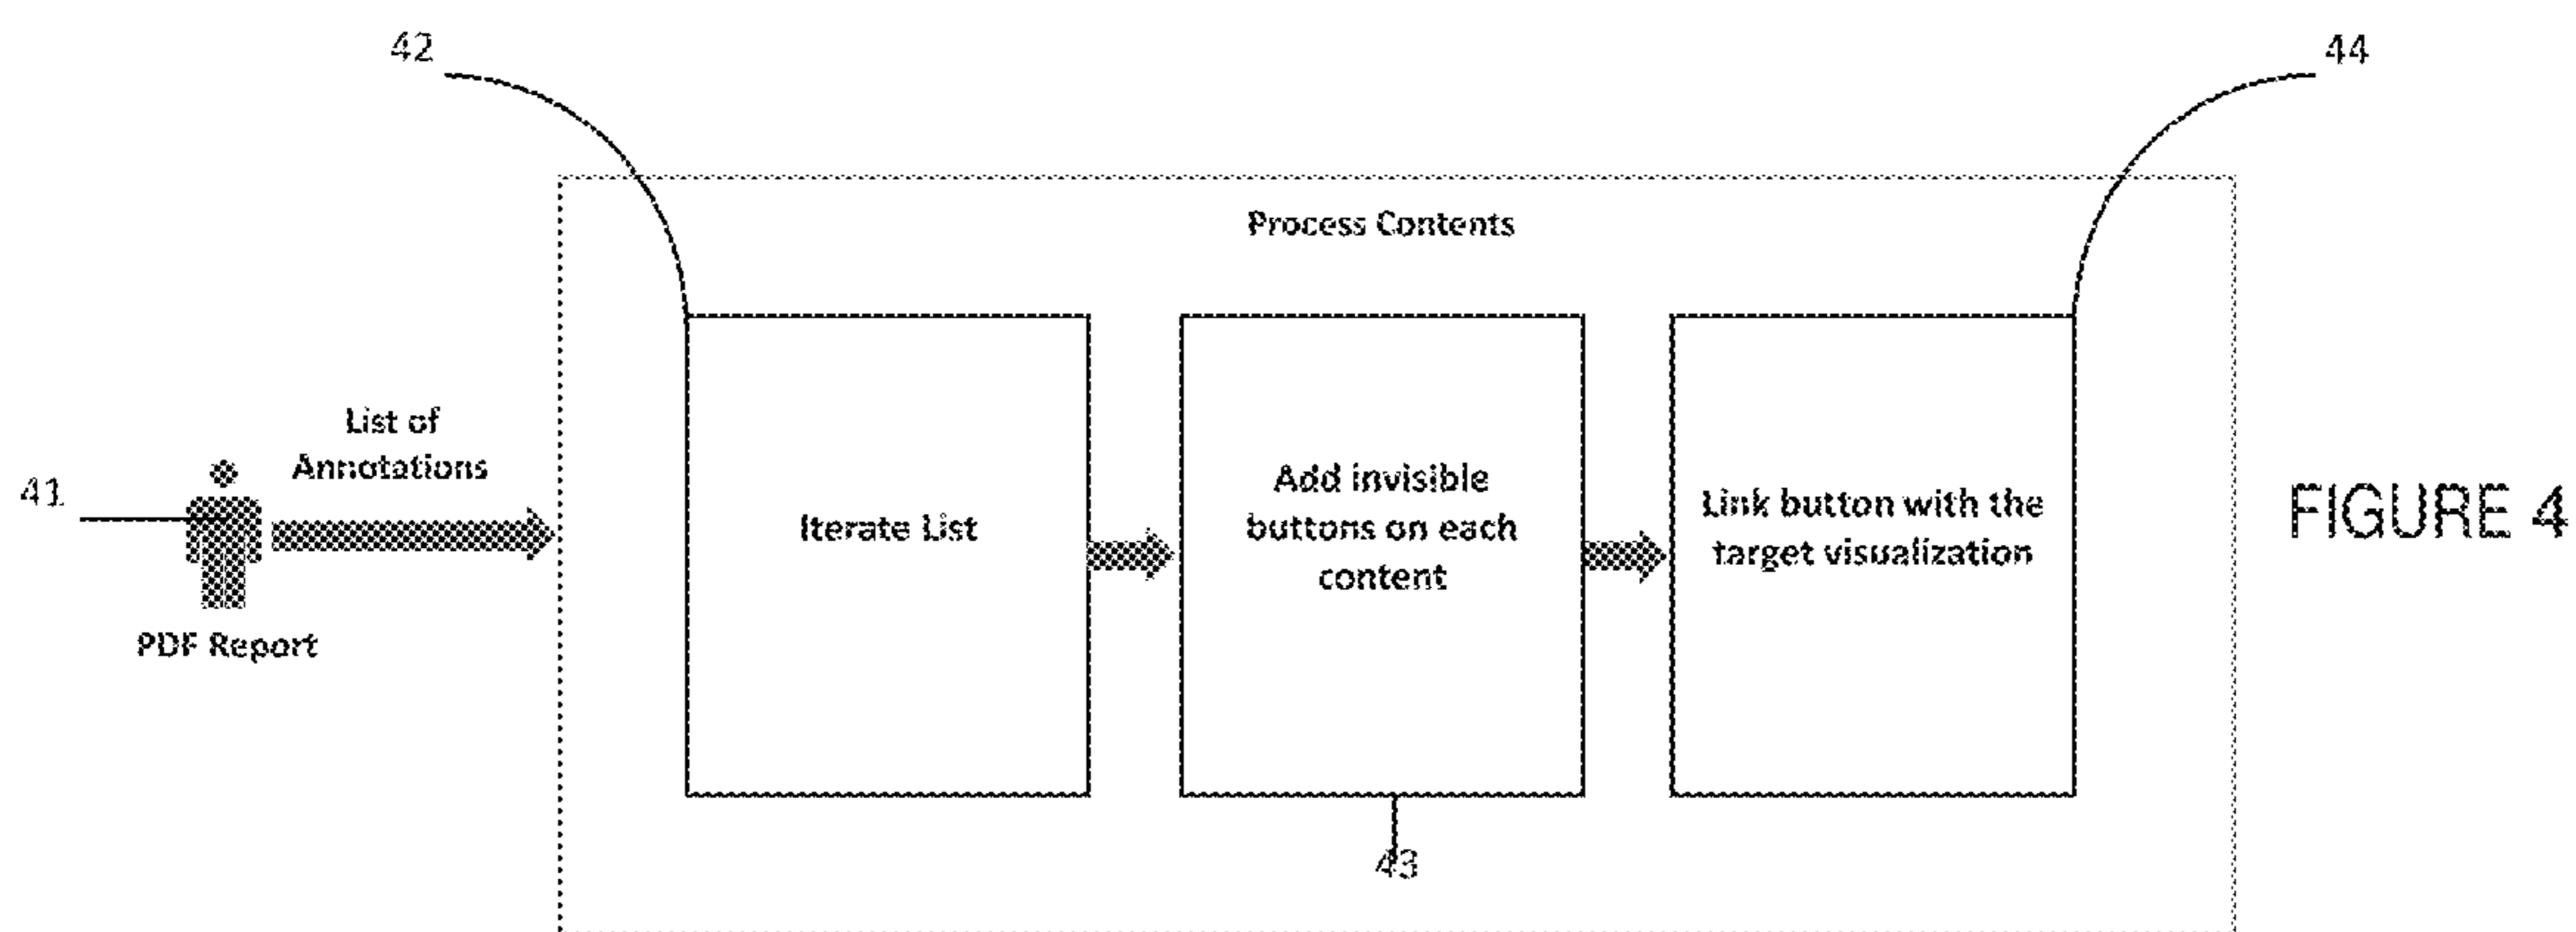 42
44
Process Contents
List of
Annotations
41
PDF Report
Iterate List
Add invisible
buttons on each
content
Link button with the
target visualization
43
FIGURE 4